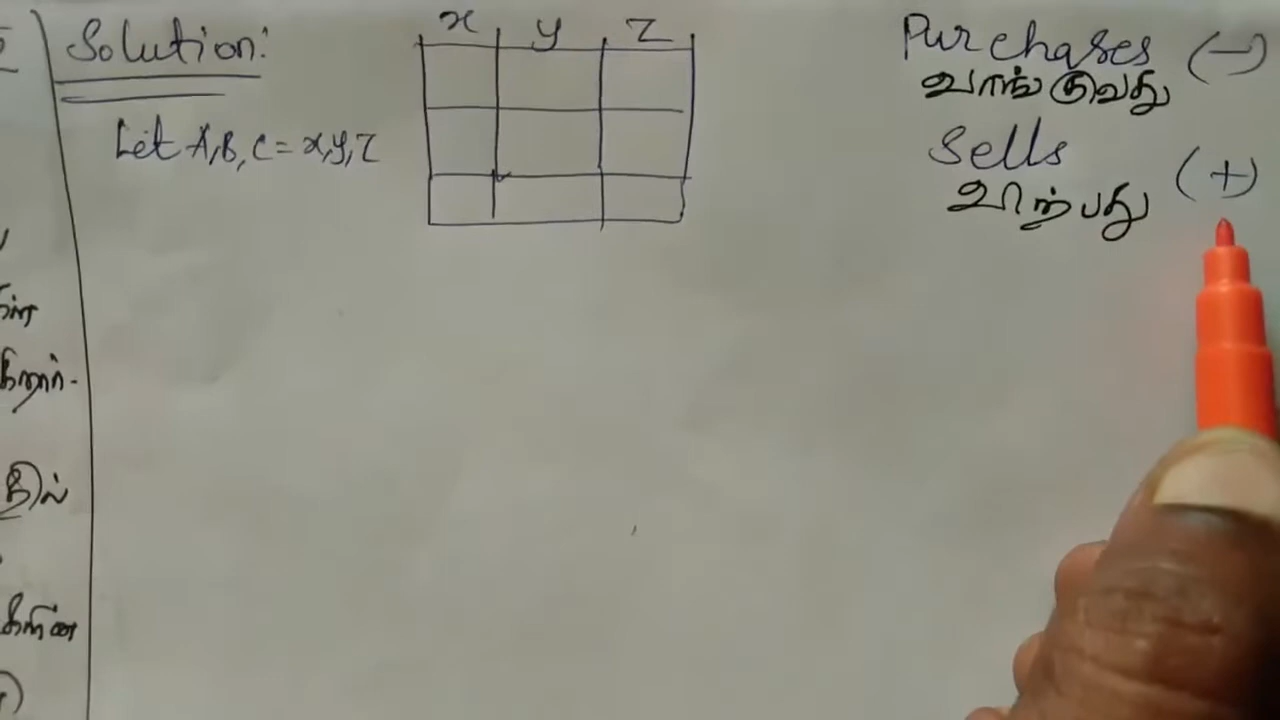 Solution:
Let A, B, C = x, y, z
x y z
Purchases (-)
வாங்குவது
Sells (+)
விற்பது